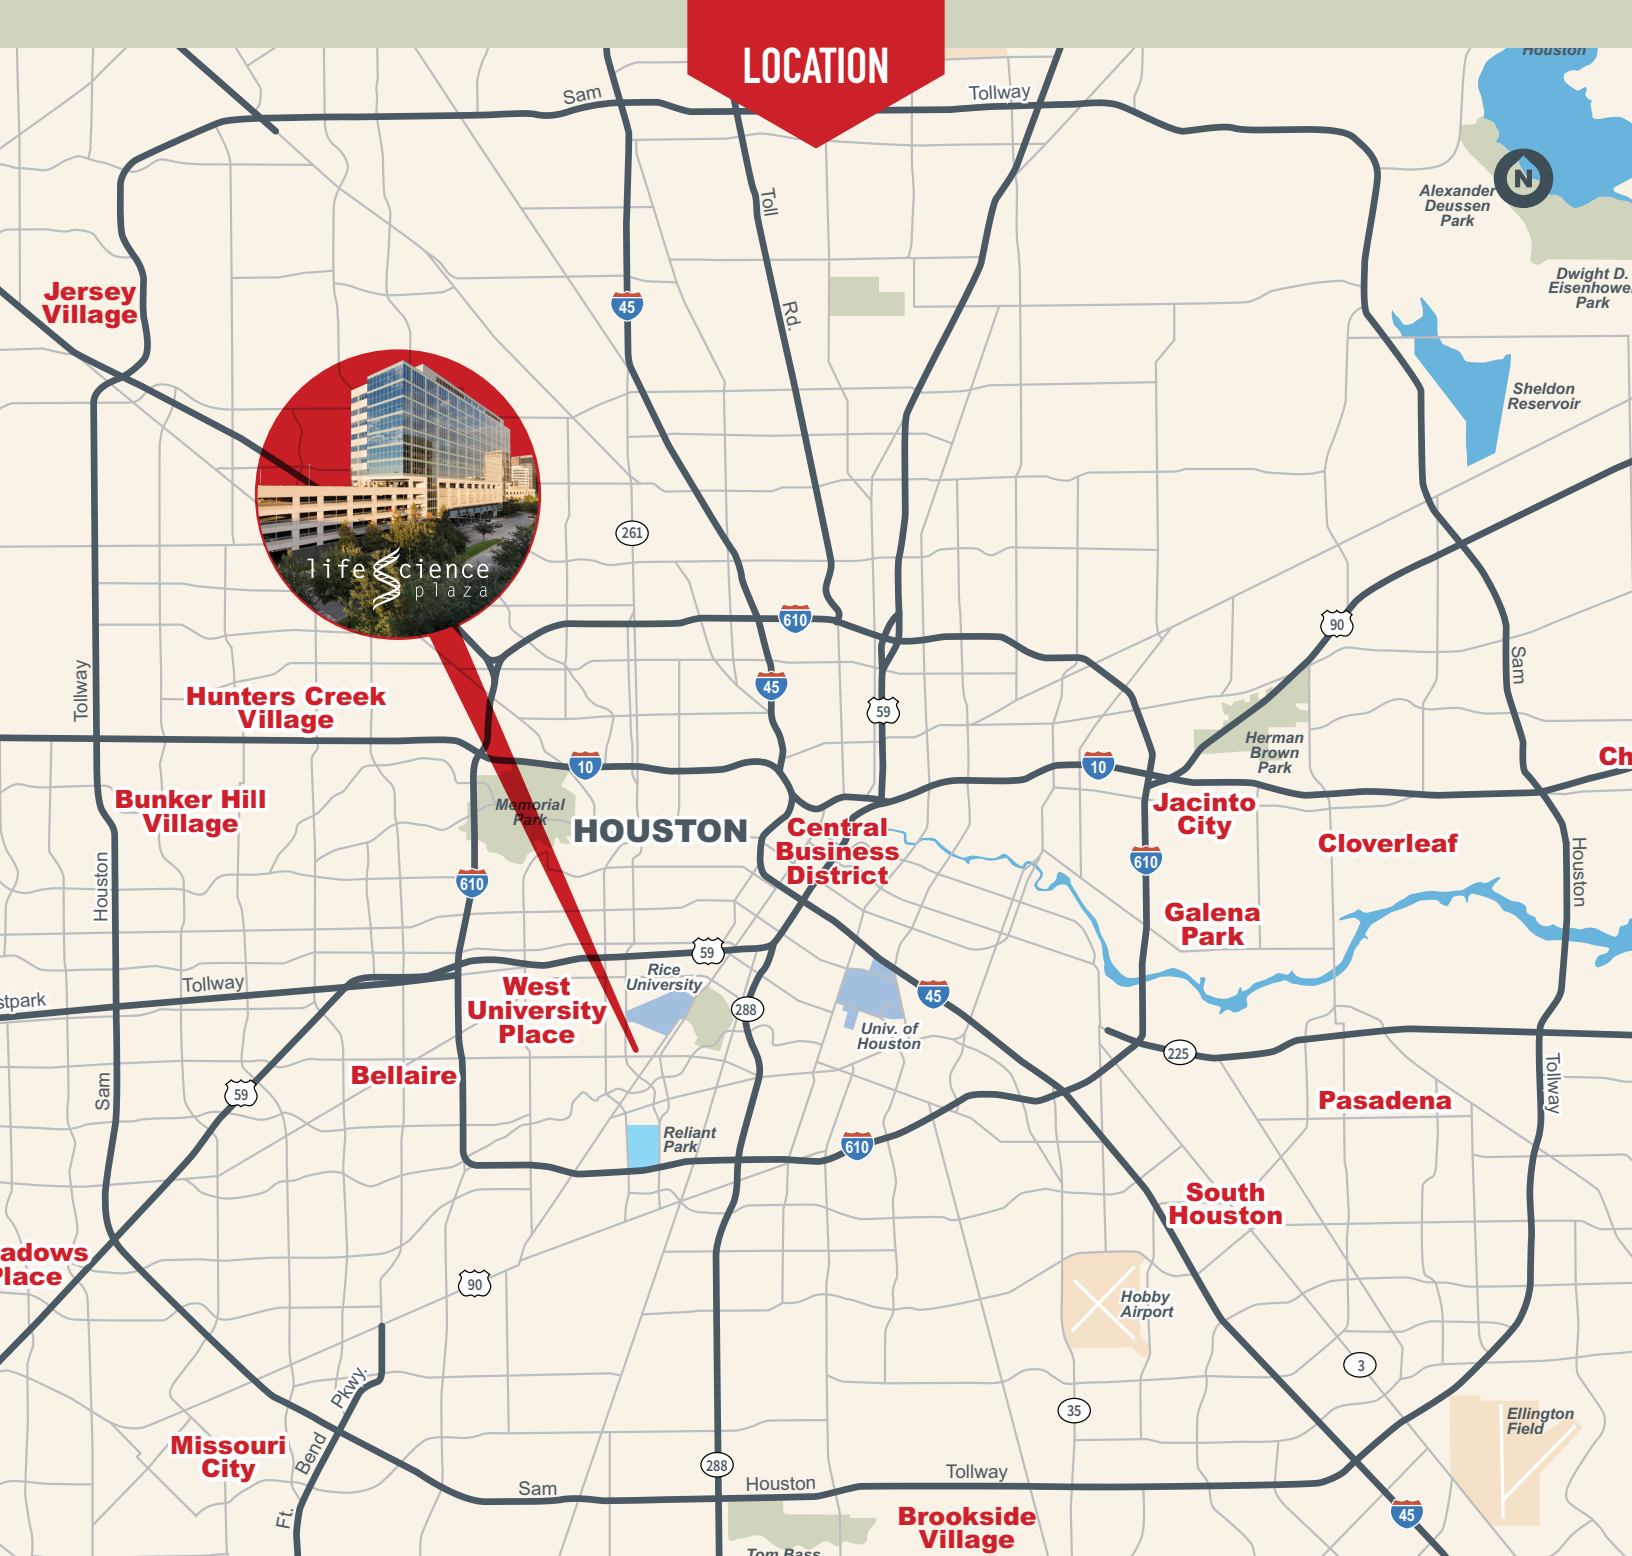 LOCATION
Houston
Sam
Tollway
Alexander
Deussen
Park
N
Toll
Dwight D.
Eisenhowe
Park
Jersey
Village
45
Rd.
Sheldon
Reservoir
261
life science
plaza
610
90
Sam
Tollway
45
59
Hunters Creek
Village
Herman
Brown
Park
10
10
Ch
Bunker Hill
Village
Memorial
Park
HOUSTON
Central
Business
District
Jacinto
City
Cloverleaf
610
610
Houston
Houston
Galena
Park
59
Rice
University
stpark
Tollway
West
University
Place
288
45
Univ. of
Houston
225
Bellaire
59
Sam
Tollway
Pasadena
Reliant
Park
610
South
Houston
adows
Place
90
Hobby
Airport
3
Pkwy.
35
Ellington
Field
Missouri
City
Bend
288
Tollway
Sam
Houston
Ft.
Brookside
Village
45
Tom Bass